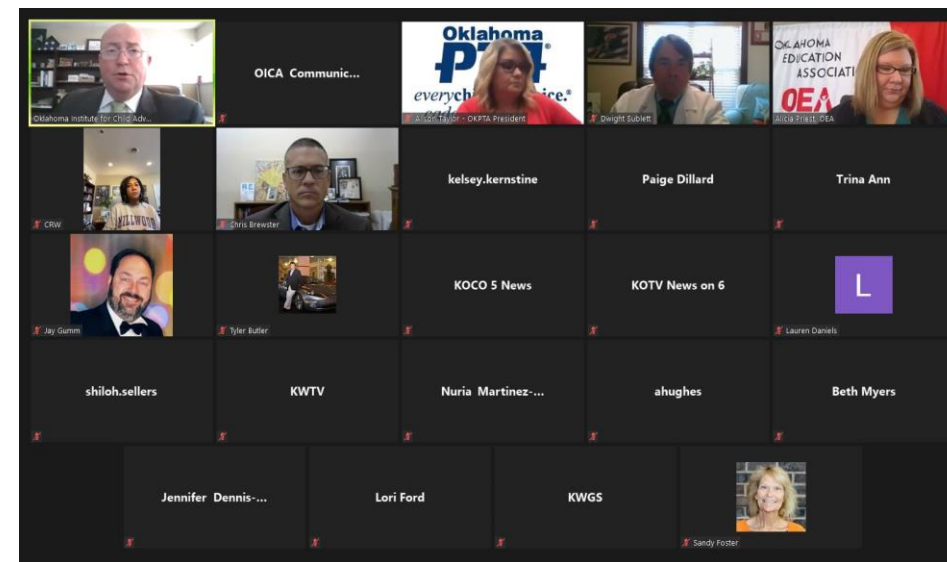 Oklahoma Institute for Child Adv...
OICA Communic...
Oklahoma
PTA
everych ice.®
Alison Taylor - OKPTA President
Dwight Sublett
OKLAHOMA
EDUCATION
ASSOCIATI
OEA
Alicia Priest, OEA
MILLWOOD
CRW
Chris Brewster
kelsey.kernstine
Paige Dillard
Trina Ann
Jay Gumm
Tyler Butler
KOCO 5 News
KOTV News on 6
L
Lauren Daniels
shiloh.sellers
KWTV
Nuria Martinez-...
ahughes
Beth Myers
Jennifer Dennis-...
Lori Ford
KWGS
Sandy Foster